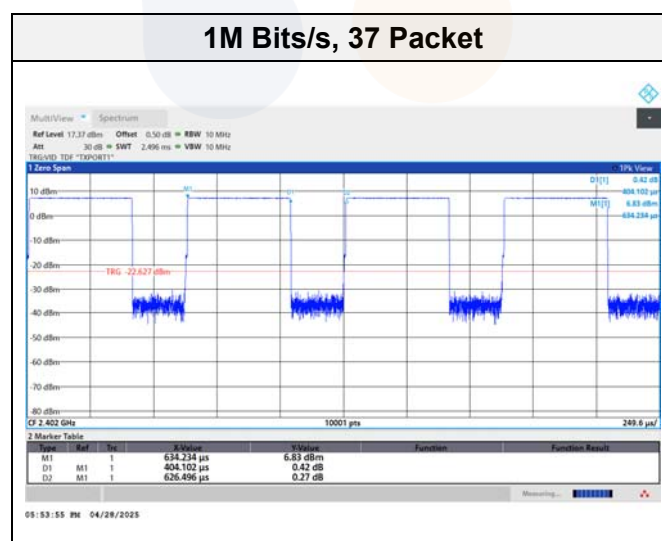 1M Bits/s, 37 Packet
MultiView Spectrum
Ref Level 17.37 dBm Offset 0.50 dB RBW 10 MHz
Att 30 dB SWT 2.496 ms VBW 10 MHz
TRG:VID TDF "TXPORT1"
1 Zero Span 1Pk View
D1[1] 0.42 dB
404.102 µs
M1[1] 6.83 dBm
634.234 µs
M1 D1
10 dBm
0 dBm
-10 dBm
-20 dBm
TRG -22.627 dBm
-30 dBm
-40 dBm
-50 dBm
-60 dBm
-70 dBm
-80 dBm
CF 2.402 GHz 10001 pts 249.6 µs/
2 Marker Table
Type Ref Trc X-Value Y-Value Function Function Result
M1 1 634.234 µs 6.83 dBm
D1 M1 1 404.102 µs 0.42 dB
D2 M1 1 626.496 µs 0.27 dB
Measuring...
05:53:55 PM 04/28/2025